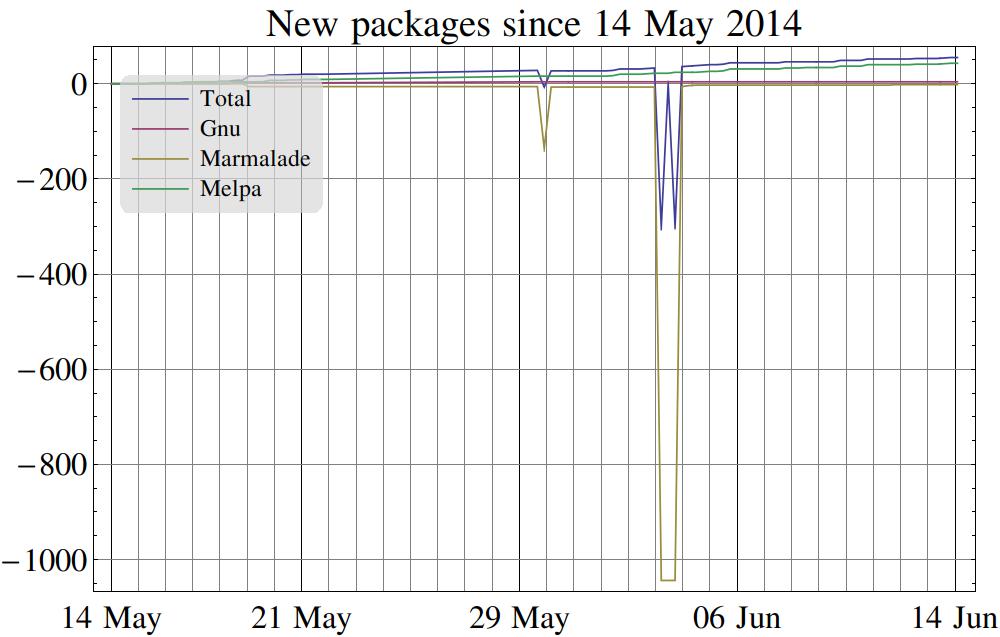 New packages since 14 May 2014
0
Total
Gnu
Marmalade
Melpa
−200
−400
−600
−800
−1000
14 May 21 May 29 May 06 Jun 14 Jun